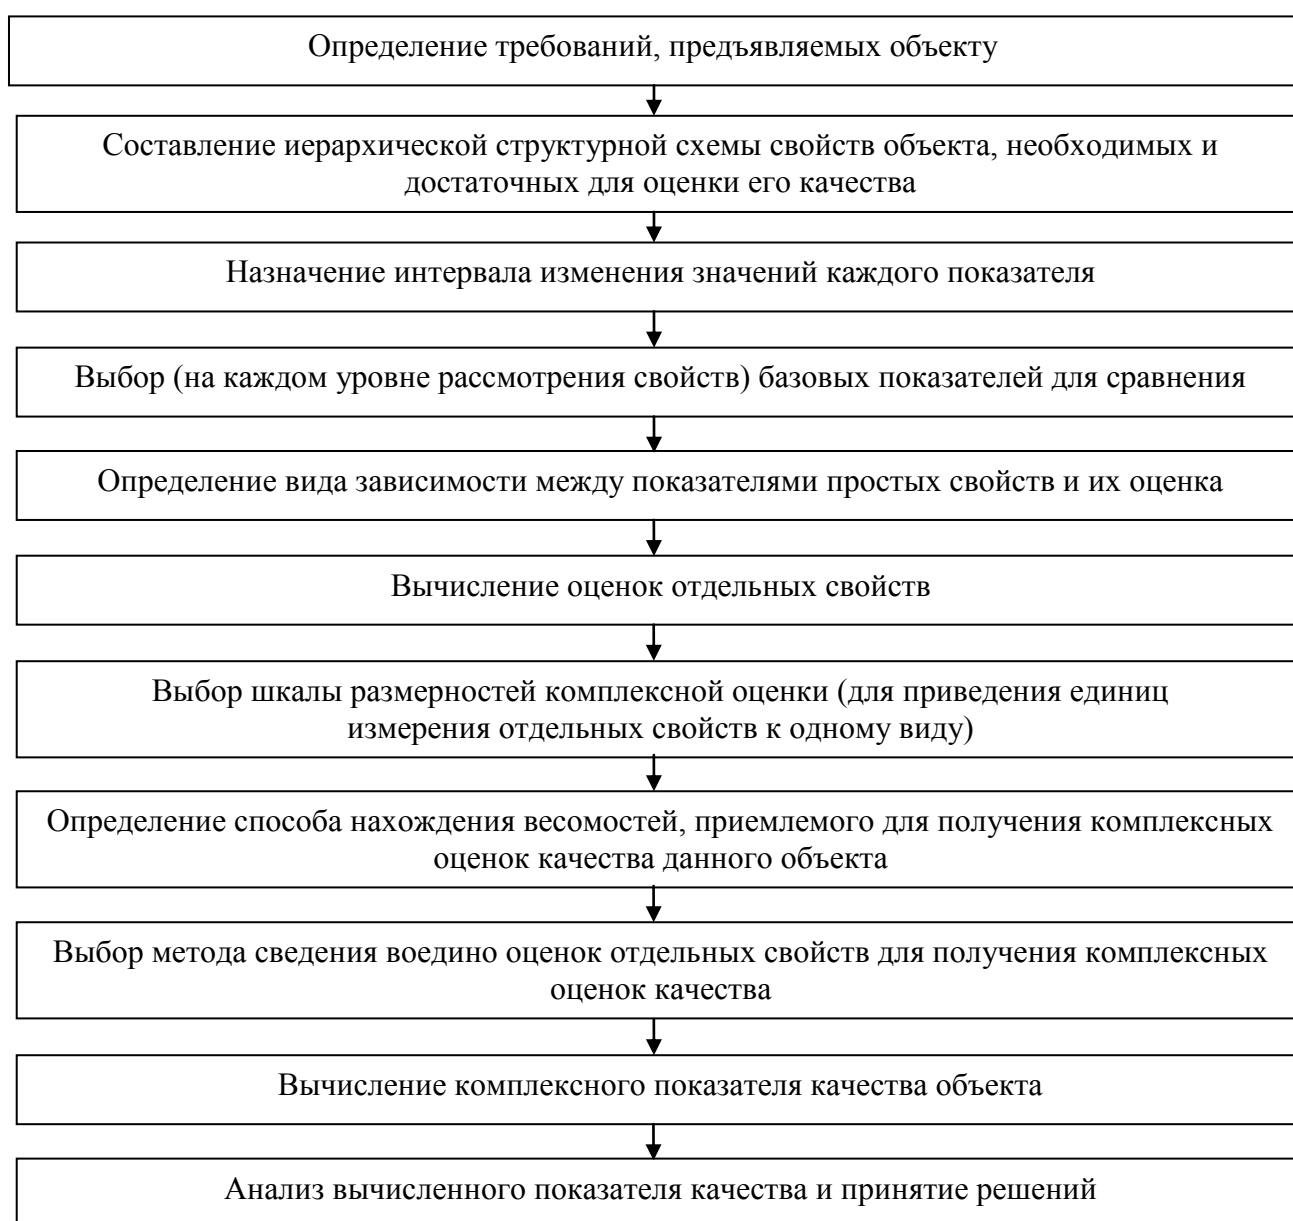 Определение требований, предъявляемых объекту
Составление иерархической структурной схемы свойств объекта, необходимых и
достаточных для оценки его качества
Назначение интервала изменения значений каждого показателя
Выбор (на каждом уровне рассмотрения свойств) базовых показателей для сравнения
Определение вида зависимости между показателями простых свойств и их оценка
Вычисление оценок отдельных свойств
Выбор шкалы размерностей комплексной оценки (для приведения единиц
измерения отдельных свойств к одному виду)
Определение способа нахождения весомостей, приемлемого для получения комплексных
оценок качества данного объекта
Выбор метода сведения воедино оценок отдельных свойств для получения комплексных
оценок качества
Вычисление комплексного показателя качества объекта
Анализ вычисленного показателя качества и принятие решений